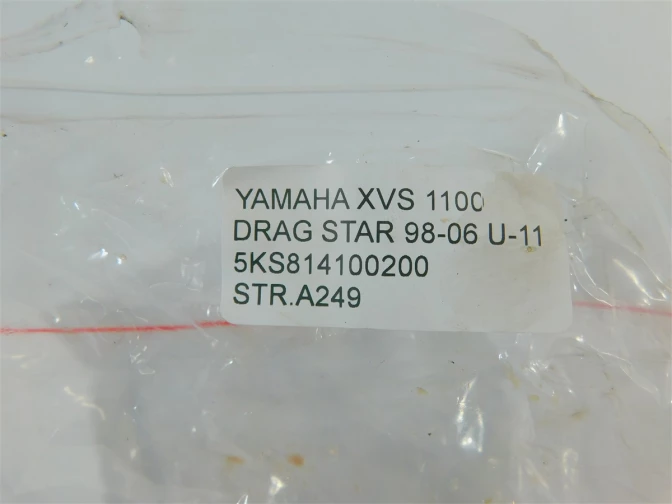 YAMAHA XVS 1100
DRAG STAR 98-06 U-11
5KS814100200
STR.A249